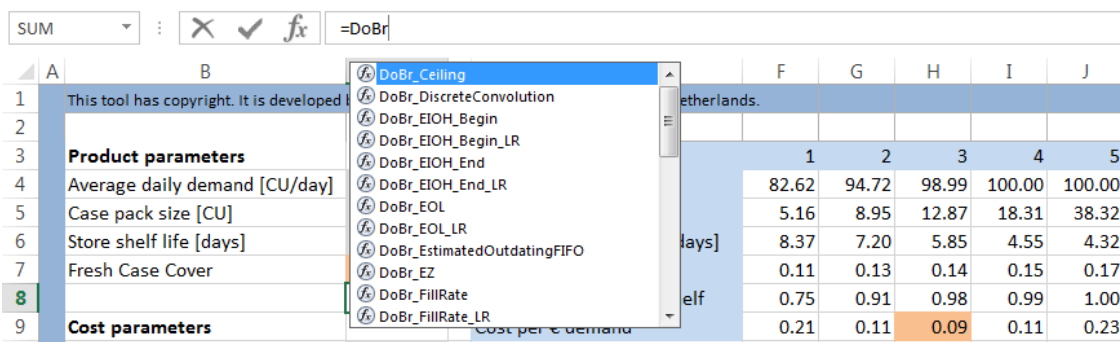 SUM =DoBr
A B F G H I J
1 This tool has copyright. It is developed etherlands.
2
3 Product parameters 1 2 3 4 5
4 Average daily demand [CU/day] 82.62 94.72 98.99 100.00 100.00
5 Case pack size [CU] 5.16 8.95 12.87 18.31 38.32
6 Store shelf life [days] days] 8.37 7.20 5.85 4.55 4.32
7 Fresh Case Cover 0.11 0.13 0.14 0.15 0.17
8 elf 0.75 0.91 0.98 0.99 1.00
9 Cost parameters Cost per € demand 0.21 0.11 0.09 0.11 0.23
DoBr_Ceiling
DoBr_DiscreteConvolution
DoBr_EIOH_Begin
DoBr_EIOH_Begin_LR
DoBr_EIOH_End
DoBr_EIOH_End_LR
DoBr_EOL
DoBr_EOL_LR
DoBr_EstimatedOutdatingFIFO
DoBr_EZ
DoBr_FillRate
DoBr_FillRate_LR